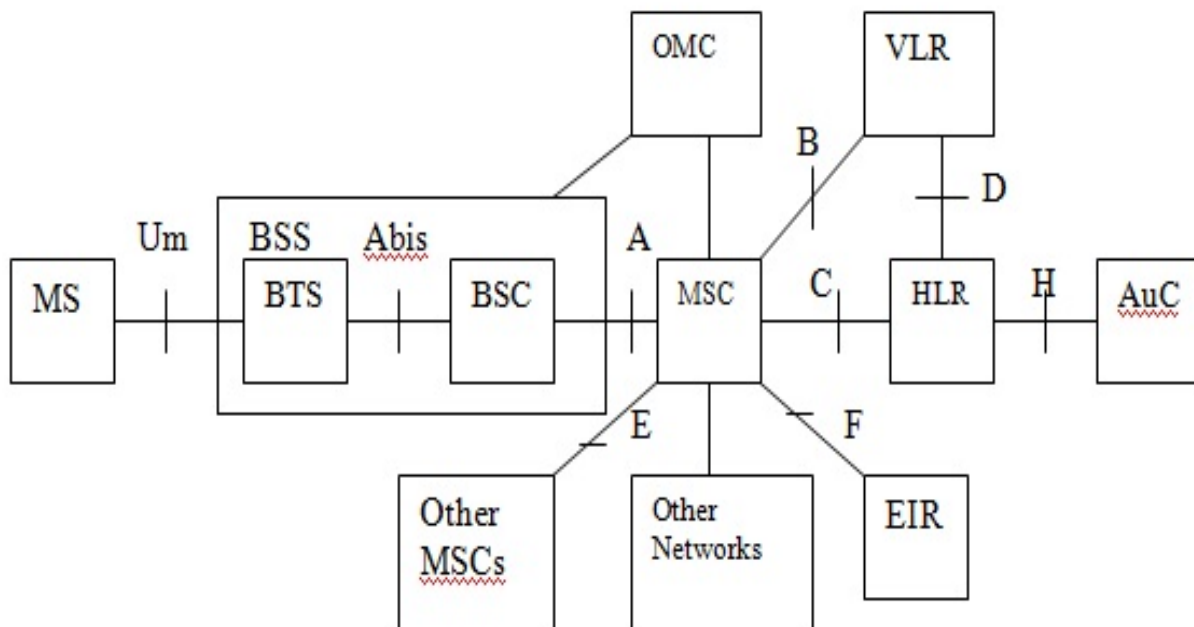 OMC
VLR
B
D
Um
BSS
Abis
A
MS
BTS
BSC
MSC
C
HLR
H
AuC
E
F
Other
MSCs
Other
Networks
EIR